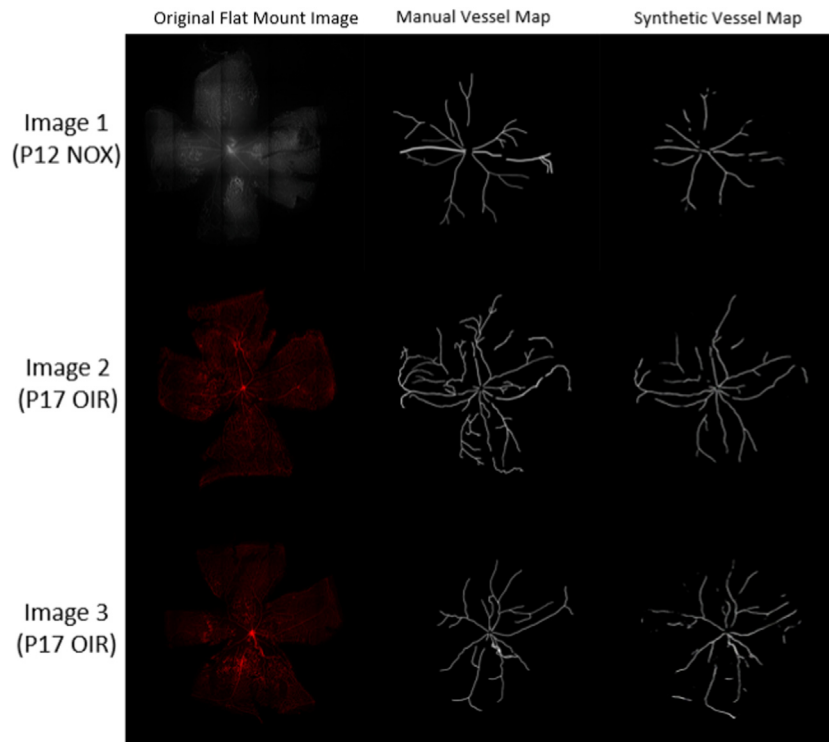 Original Flat Mount Image
Manual Vessel Map
Synthetic Vessel Map
Image 1
(P12 NOX)
Image 2
(P17 OIR)
Image 3
(P17 OIR)